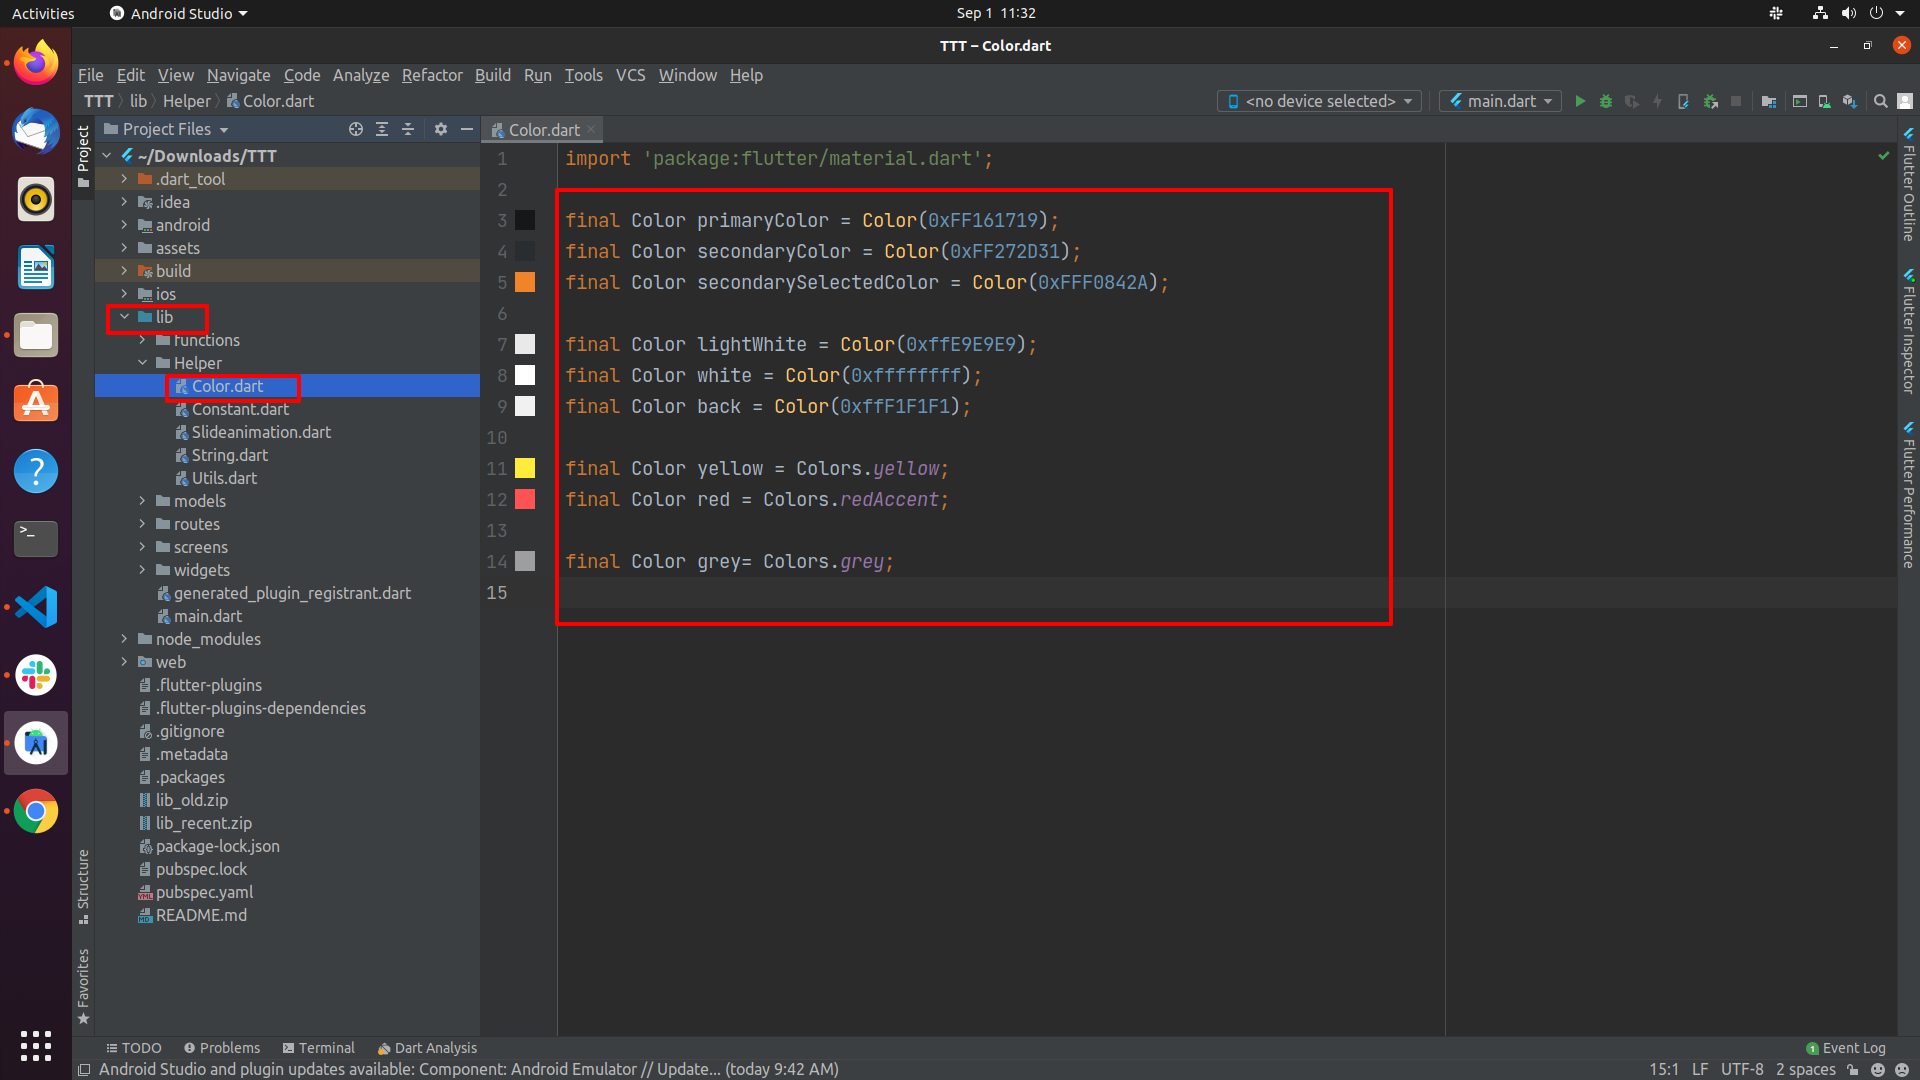 Activities
Android Studio
Sep 1 11:32
TTT – Color.dart
File Edit View Navigate Code Analyze Refactor Build Run Tools VCS Window Help
TTT lib Helper Color.dart
<no device selected>
main.dart
Project
Project Files
~/Downloads/TTT
.dart_tool
.idea
android
assets
build
ios
lib
functions
Helper
Color.dart
Constant.dart
Slideanimation.dart
String.dart
Utils.dart
models
routes
screens
widgets
generated_plugin_registrant.dart
main.dart
node_modules
web
.flutter-plugins
.flutter-plugins-dependencies
.gitignore
.metadata
.packages
lib_old.zip
lib_recent.zip
package-lock.json
pubspec.lock
pubspec.yaml
README.md
Structure
Favorites
Color.dart
1 import 'package:flutter/material.dart';
2
3 final Color primaryColor = Color(0xFF161719);
4 final Color secondaryColor = Color(0xFF272D31);
5 final Color secondarySelectedColor = Color(0xFFF0842A);
6
7 final Color lightWhite = Color(0xffE9E9E9);
8 final Color white = Color(0xffffffff);
9 final Color back = Color(0xffF1F1F1);
10
11 final Color yellow = Colors.yellow;
12 final Color red = Colors.redAccent;
13
14 final Color grey= Colors.grey;
15
Flutter Outline
Flutter Inspector
Flutter Performance
TODO Problems Terminal Dart Analysis
1 Event Log
Android Studio and plugin updates available: Component: Android Emulator // Update... (today 9:42 AM)
15:1 LF UTF-8 2 spaces